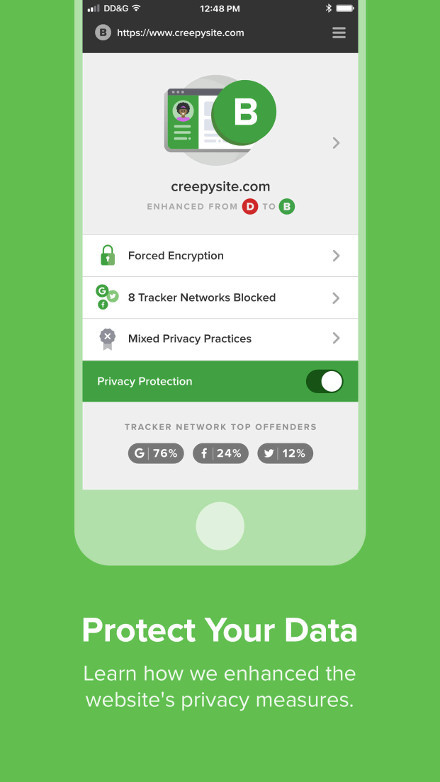 DD&G 12:48 PM
B https://www.creepysite.com
B
creepysite.com
ENHANCED FROM D TO B
Forced Encryption
G
f
8 Tracker Networks Blocked
Mixed Privacy Practices
Privacy Protection
TRACKER NETWORK TOP OFFENDERS
G 76% f 24% 12%
Protect Your Data
Learn how we enhanced the
website's privacy measures.